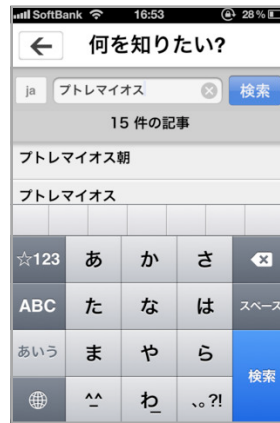 SoftBank 16:53 28%
何を知りたい?
ja プトレマイオス 検索
15 件の記事
プトレマイオス朝
プトレマイオス
☆123 あ か さ
ABC た な は スペース
あいう ま や ら
検索
^^ わ_ 、。?!